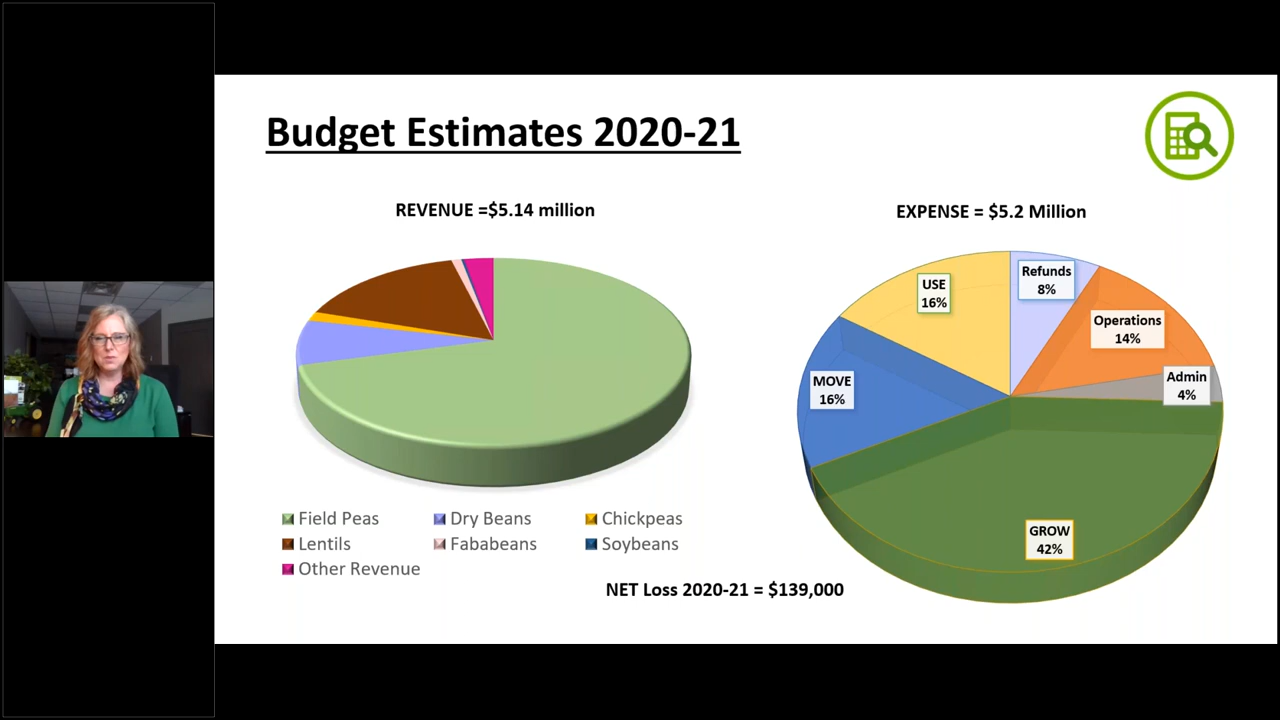 Budget Estimates 2020-21
REVENUE =$5.14 million
EXPENSE = $5.2 Million
Refunds
8%
USE
16%
Operations
14%
Admin
4%
MOVE
16%
GROW
42%
Field Peas
Dry Beans
Chickpeas
Lentils
Fababeans
Soybeans
Other Revenue
NET Loss 2020-21 = $139,000